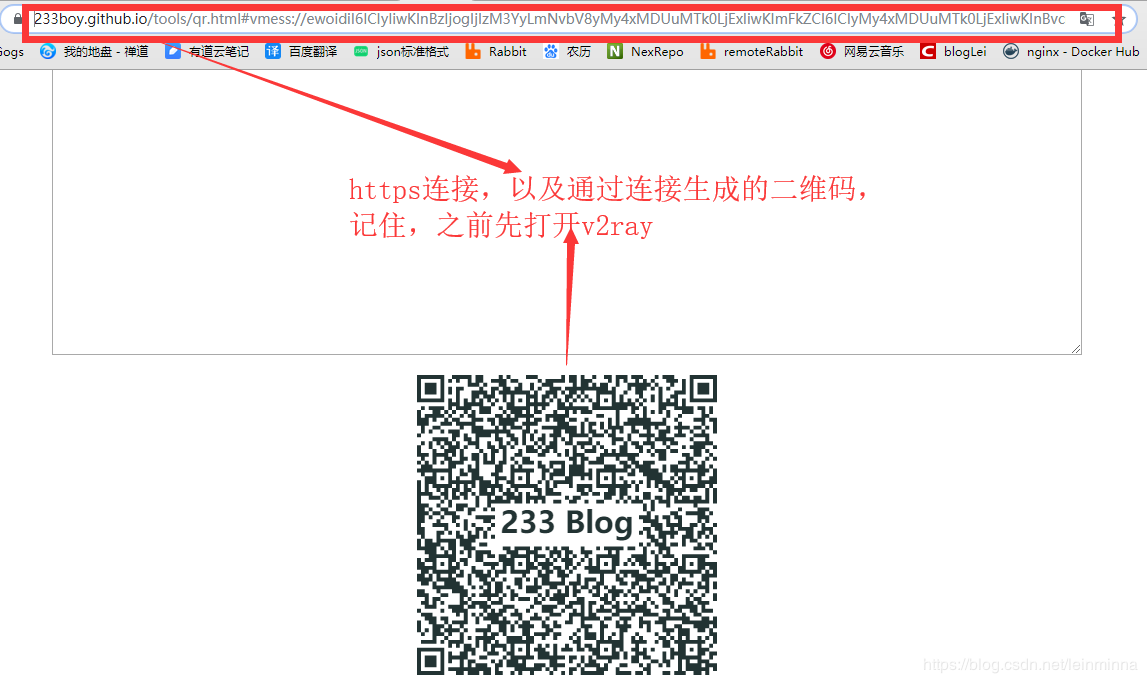 233boy.github.io/tools/qr.html#vmess://ewoidiI6ICIyIiwKInBzIjogIjIzM3YyLmNvbV8yMy4xMDUuMTk0LjExIiwKImFkZCI6ICIyMy4xMDUuMTk0LjExIiwKInBvc
Gogs 我的地盘 - 禅道 有道云笔记 百度翻译 json标准格式 Rabbit 农历 NexRepo remoteRabbit 网易云音乐 blogLei nginx - Docker Hub
https连接，以及通过连接生成的二维码，
记住，之前先打开v2ray
233 Blog
https://blog.csdn.net/leinminna